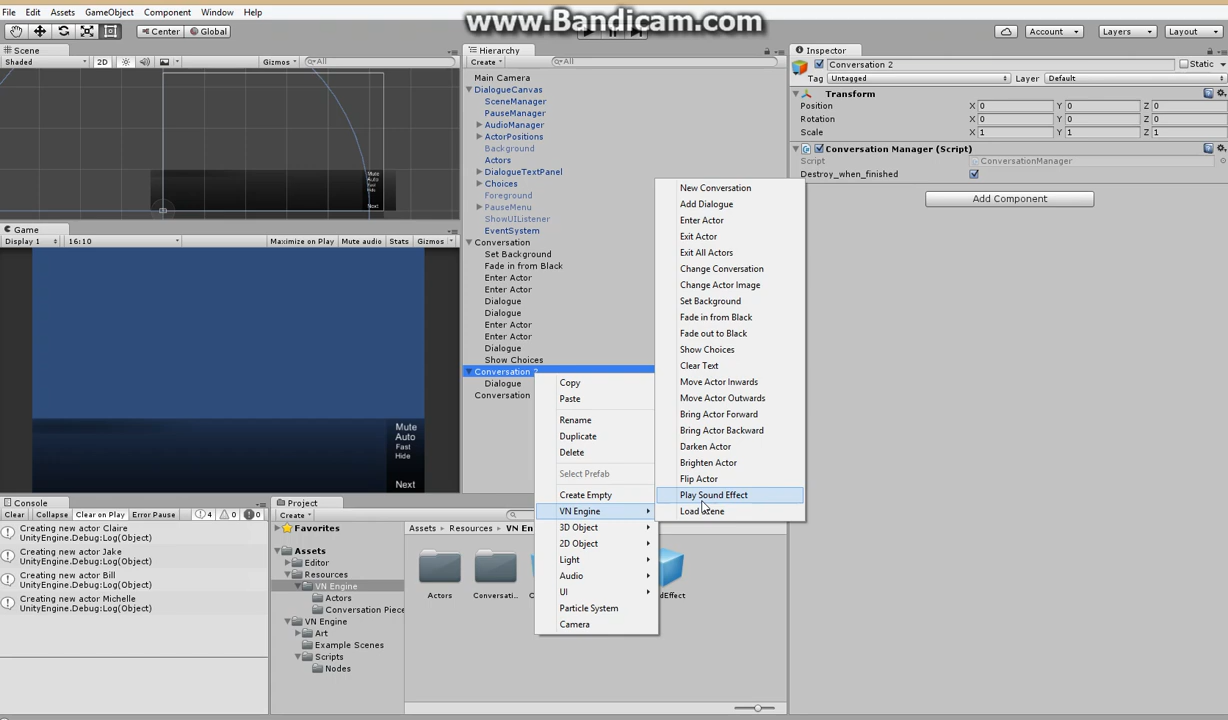 www.Bandicam.com
File Edit Assets GameObject Component Window Help
Center Global
Account Layers Layout
Scene
Shaded 2D Gizmos All
Game
Display 1 16:10 Maximize on Play Mute audio Stats Gizmos
Mute
Auto
Fast
Hide
Next
Mute
Auto
Fast
Hide
Next
Hierarchy
Create All
Main Camera
DialogueCanvas
SceneManager
PauseManager
AudioManager
ActorPositions
Background
Actors
DialogueTextPanel
Choices
Foreground
PauseMenu
ShowUIListener
EventSystem
Conversation
Set Background
Fade in from Black
Enter Actor
Enter Actor
Dialogue
Dialogue
Enter Actor
Enter Actor
Dialogue
Show Choices
Conversation 2
Dialogue
Conversation
Copy
Paste
Rename
Duplicate
Delete
Select Prefab
Create Empty
VN Engine
3D Object
2D Object
Light
Audio
UI
Particle System
Camera
New Conversation
Add Dialogue
Enter Actor
Exit Actor
Exit All Actors
Change Conversation
Change Actor Image
Set Background
Fade in from Black
Fade out to Black
Show Choices
Clear Text
Move Actor Inwards
Move Actor Outwards
Bring Actor Forward
Bring Actor Backward
Darken Actor
Brighten Actor
Flip Actor
Play Sound Effect
Load Scene
Inspector
Conversation 2 Static
Tag Untagged Layer Default
Transform
Position X 0 Y 0 Z 0
Rotation X 0 Y 0 Z 0
Scale X 1 Y 1 Z 1
Conversation Manager (Script)
Script ConversationManager
Destroy_when_finished
Add Component
Console
Clear Collapse Clear on Play Error Pause 4 0 0
Creating new actor Claire
UnityEngine.Debug:Log(Object)
Creating new actor Jake
UnityEngine.Debug:Log(Object)
Creating new actor Bill
UnityEngine.Debug:Log(Object)
Creating new actor Michelle
UnityEngine.Debug:Log(Object)
Project
Create
Favorites
Assets
Editor
Resources
VN Engine
Actors
Conversation Piece
VN Engine
Art
Example Scenes
Scripts
Nodes
Assets Resources VN En
Actors
Conversati..